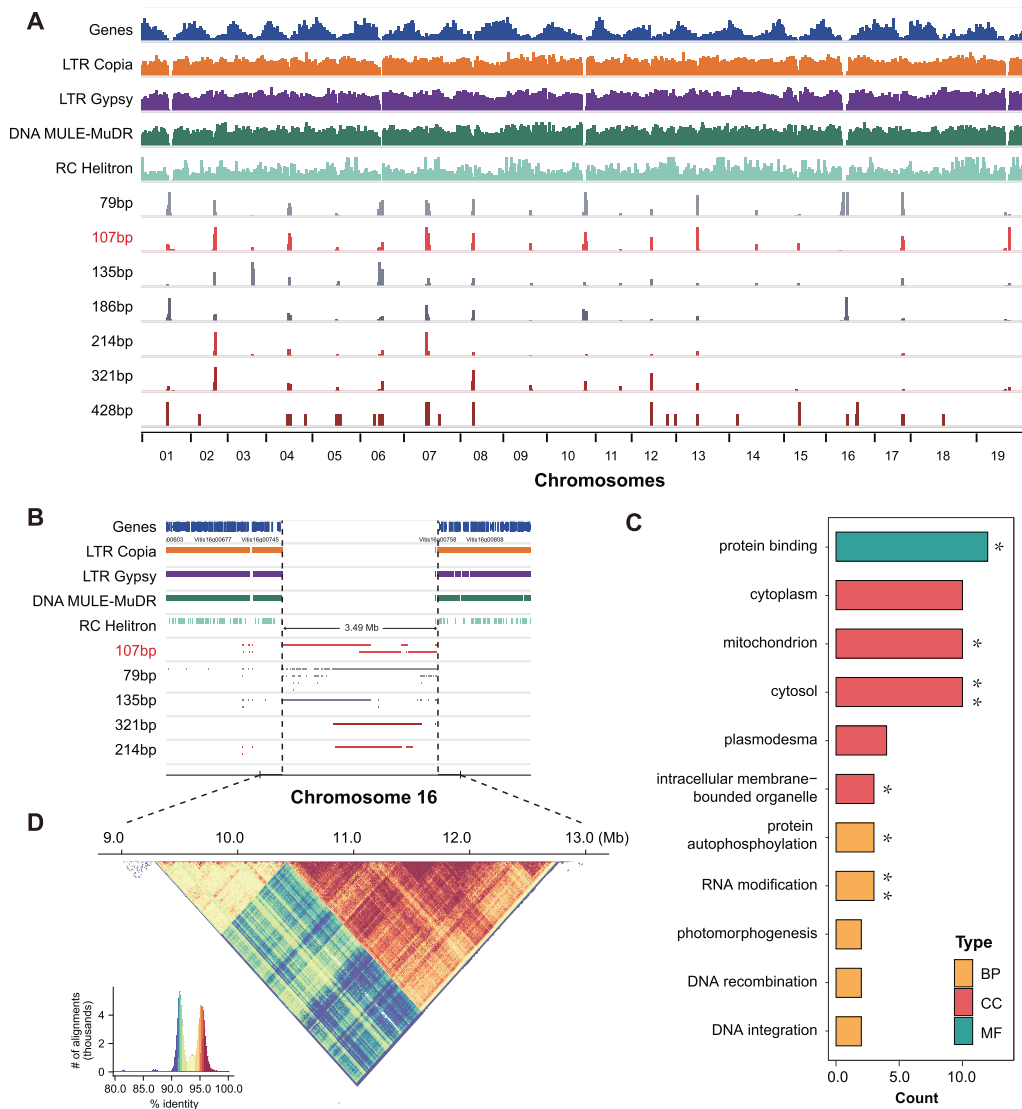 A
Genes
LTR Copia
LTR Gypsy
DNA MULE-MuDR
RC Helitron
79bp
107bp
135bp
186bp
214bp
321bp
428bp
01 02 03 04 05 06 07 08 09 10 11 12 13 14 15 16 17 18 19
Chromosomes
B
Genes
00603 Vitis16g00677 Vitis16g00745 Vitis16g00758 Vitis16g00808
LTR Copia
LTR Gypsy
DNA MULE-MuDR
RC Helitron
3.49 Mb
107bp
79bp
135bp
321bp
214bp
Chromosome 16
C
protein binding
*
cytoplasm
mitochondrion
*
cytosol
*
*
plasmodesma
intracellular membrane−
bounded organelle
*
protein
autophosphoylation
*
RNA modification
*
*
photomorphogenesis
DNA recombination
DNA integration
Type
BP
CC
MF
0.0 5.0 10.0
Count
D
9.0 10.0 11.0 12.0 13.0 (Mb)
# of alignments
(thousands)
4
2
0
80.0 85.0 90.0 95.0 100.0
% identity